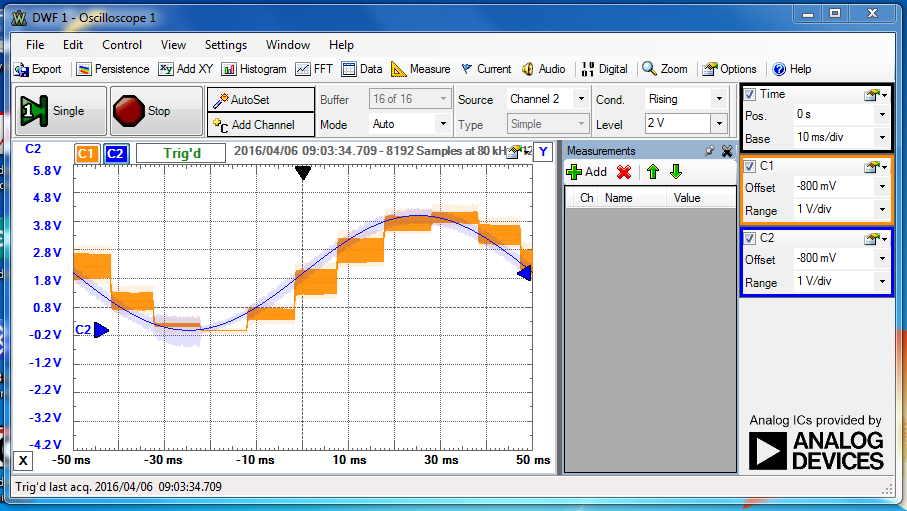 DWF 1 - Oscilloscope 1
File Edit Control View Settings Window Help
Export Persistence Add XY Histogram FFT Data Measure Current Audio Digital Zoom Options Help
Single Stop AutoSet Buffer 16 of 16 Source Channel 2 Cond. Rising
Add Channel Mode Auto Type Simple Level 2 V
C2 C1 C2 Trig'd 2016/04/06 09:03:34.709 - 8192 Samples at 80 kH Y
5.8 V
4.8 V
3.8 V
2.8 V
1.8 V
0.8 V
-0.2 V
-1.2 V
-2.2 V
-3.2 V
-4.2 V
C2
X -50 ms -30 ms -10 ms 10 ms 30 ms 50 ms
Measurements
Add
Ch Name Value
Time
Pos. 0 s
Base 10 ms/div
C1
Offset -800 mV
Range 1 V/div
C2
Offset -800 mV
Range 1 V/div
Analog ICs provided by
ANALOG
DEVICES
Trig'd last acq. 2016/04/06 09:03:34.709